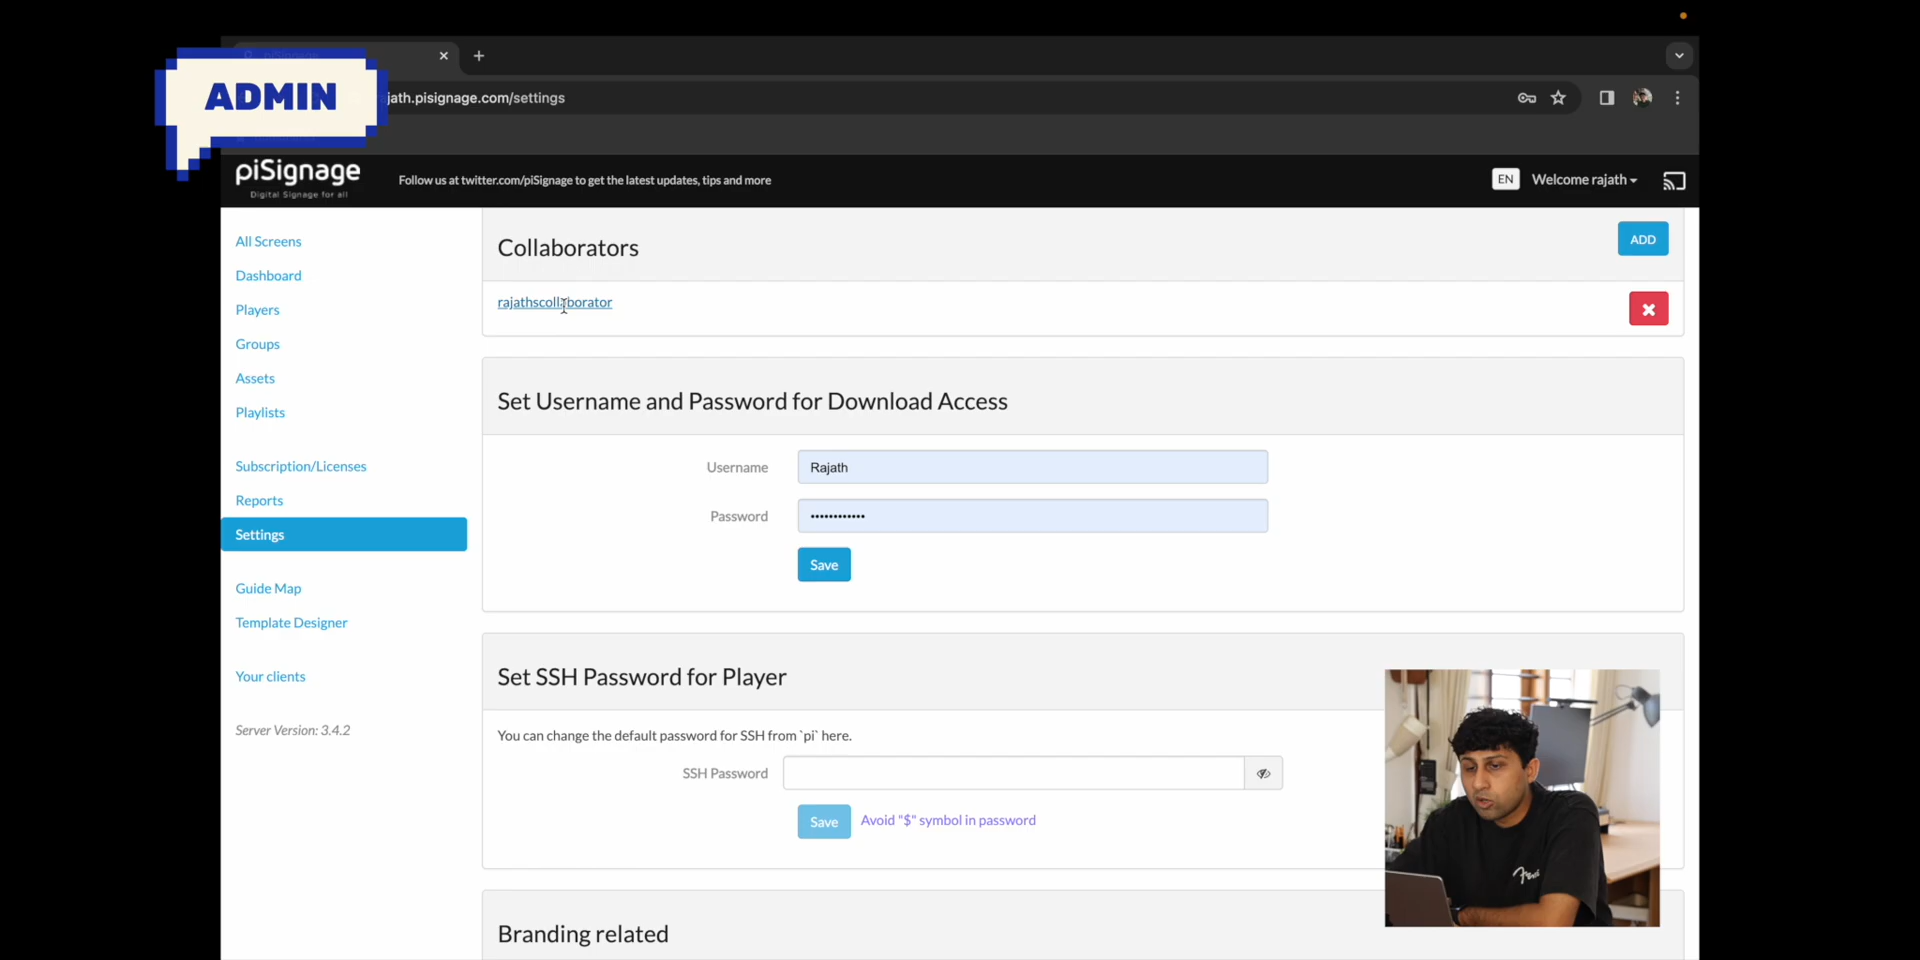 ADMIN
jath.pisignage.com/settings
piSignage
Digital Signage for all
Follow us at twitter.com/piSignage to get the latest updates, tips and more
EN
Welcome rajath
All Screens
Dashboard
Players
Groups
Assets
Playlists
Subscription/Licenses
Reports
Settings
Guide Map
Template Designer
Your clients
Server Version: 3.4.2
Collaborators
ADD
rajathscollaborator
Set Username and Password for Download Access
Username
Rajath
Password
••••••••••••
Save
Set SSH Password for Player
You can change the default password for SSH from `pi` here.
SSH Password
Save
Avoid "$" symbol in password
Branding related